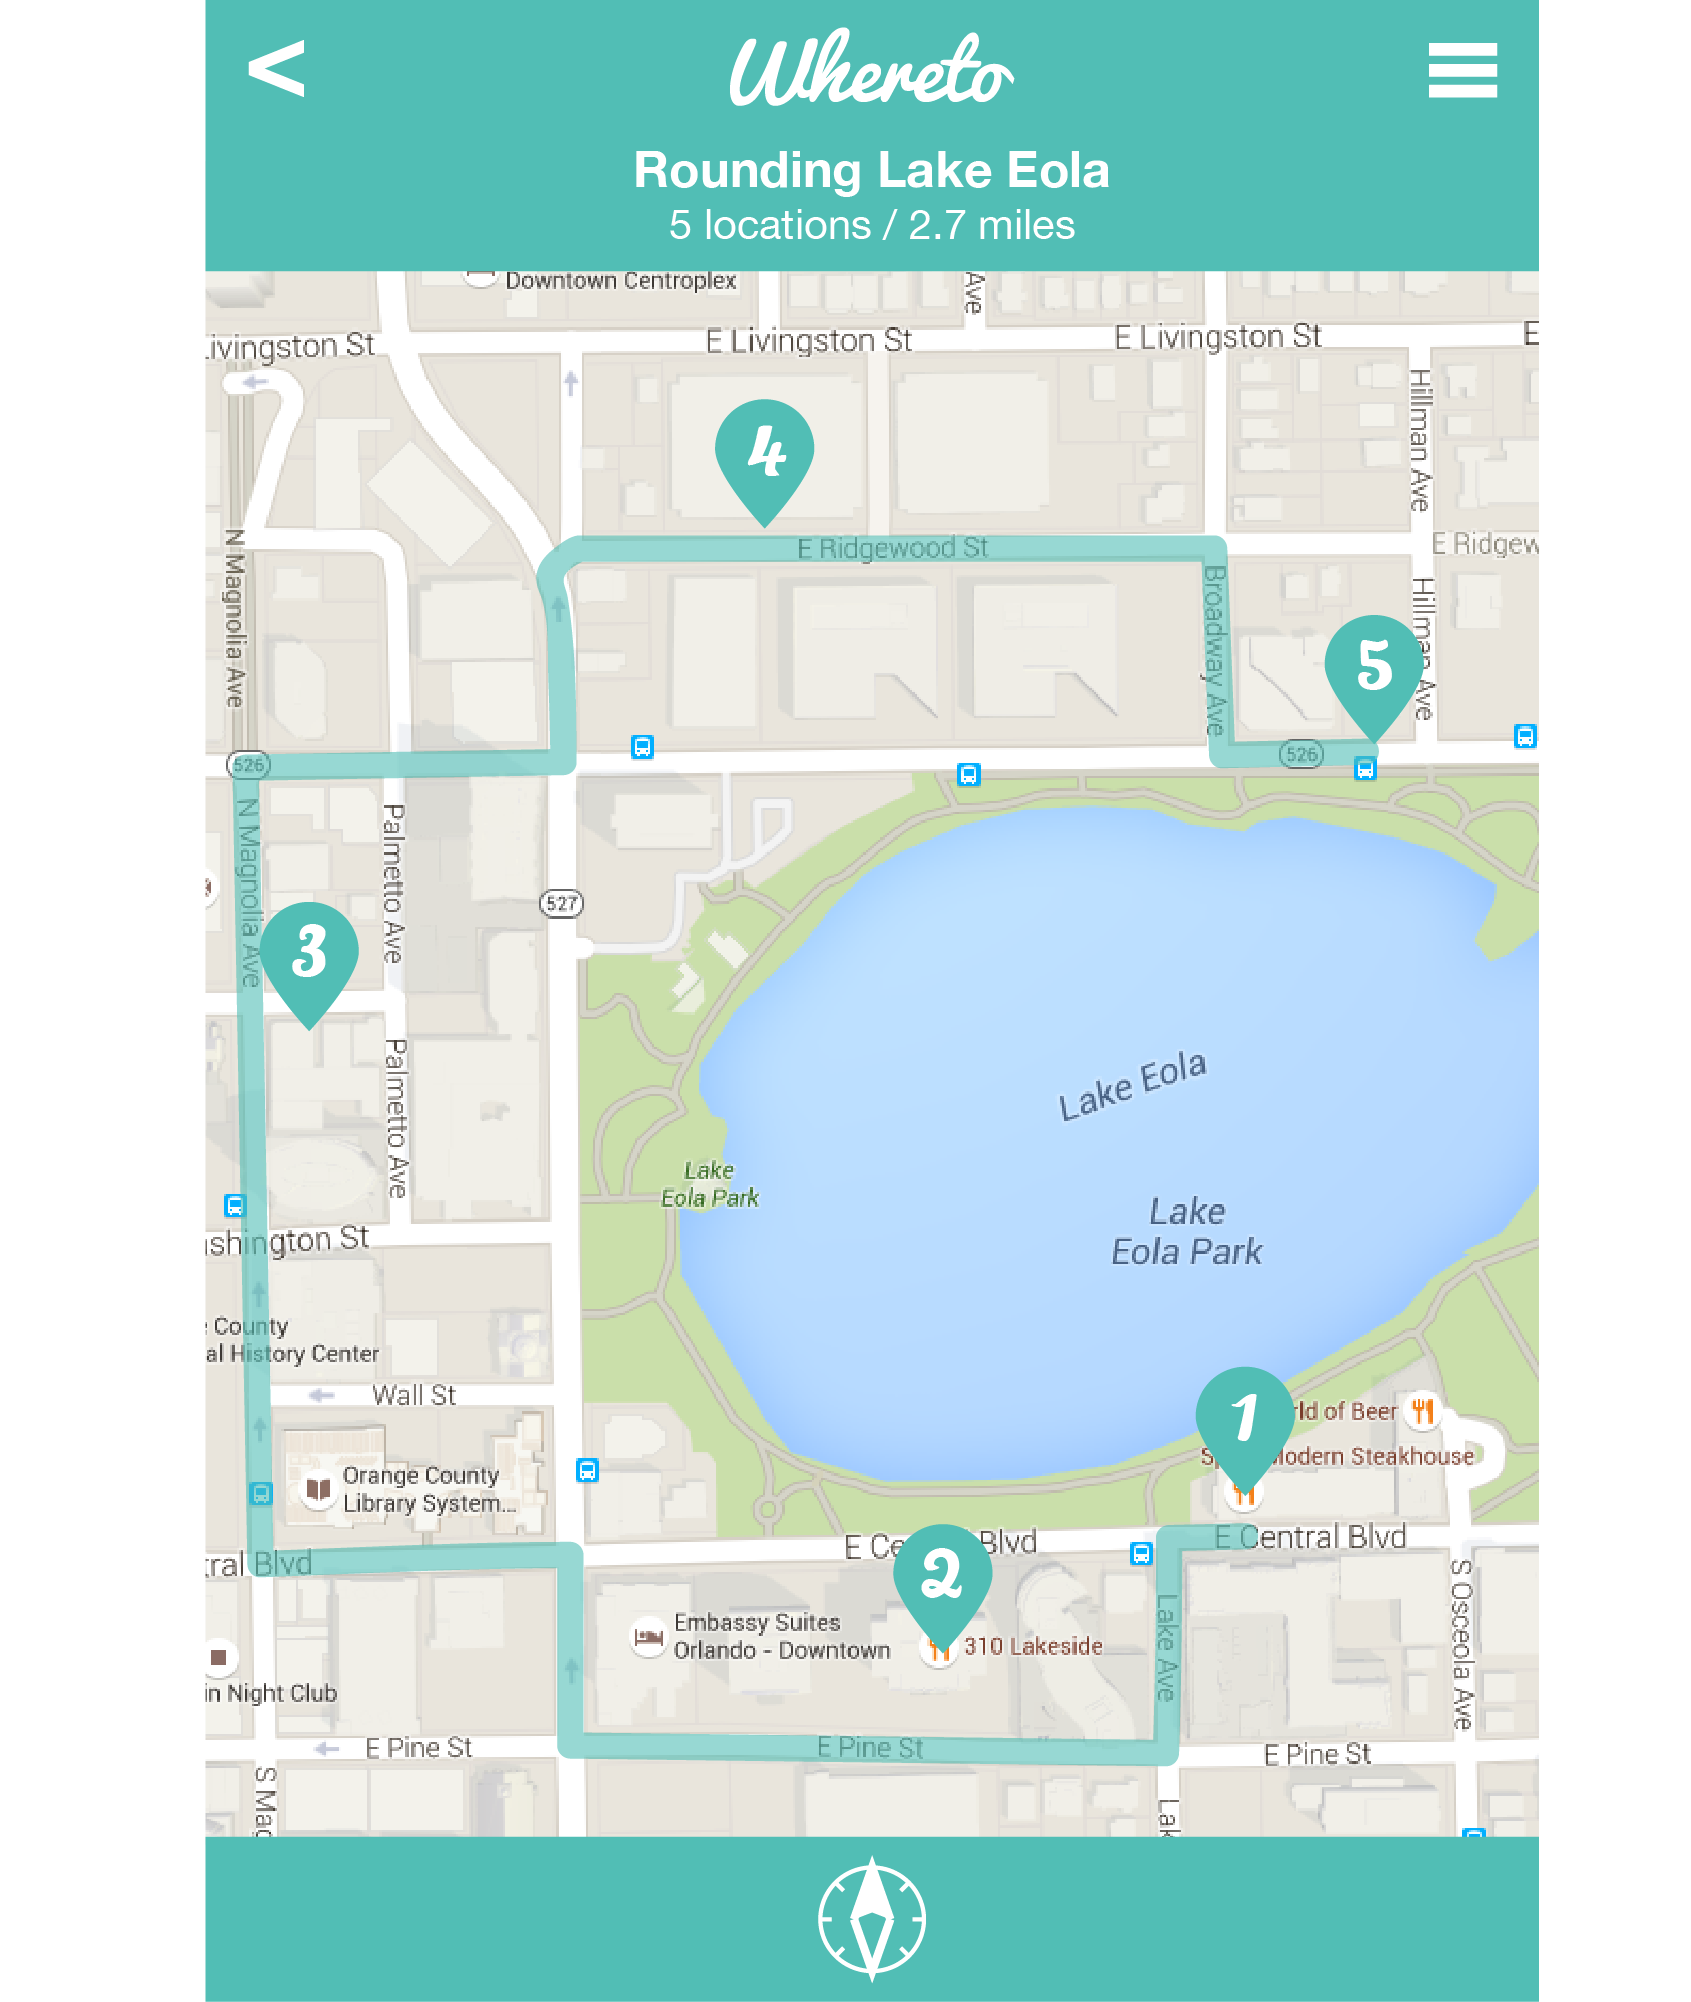 <
Whereto
Rounding Lake Eola
5 locations / 2.7 miles
Downtown Centroplex
Ave
ivingston St
E Livingston St
E Livingston St
E
Hillman Ave
4
N Magnolia Ave
E Ridgewood St
E Ridgew
Broadway Ave
Hillman Ave
5
526
526
N Magnolia Ave
Palmetto Ave
527
3
Palmetto Ave
Lake Eola
Lake
Eola Park
Lake
Eola Park
ashington St
County
al History Center
Wall St
1
rld of Beer
Modern Steakhouse
Orange County
Library System...
E Central Blvd
E Ce
Blvd
tral Blvd
2
S Osceola Ave
Lake Ave
Embassy Suites
Orlando - Downtown
310 Lakeside
in Night Club
E Pine St
E Pine St
E Pine St
S Mag
Lak